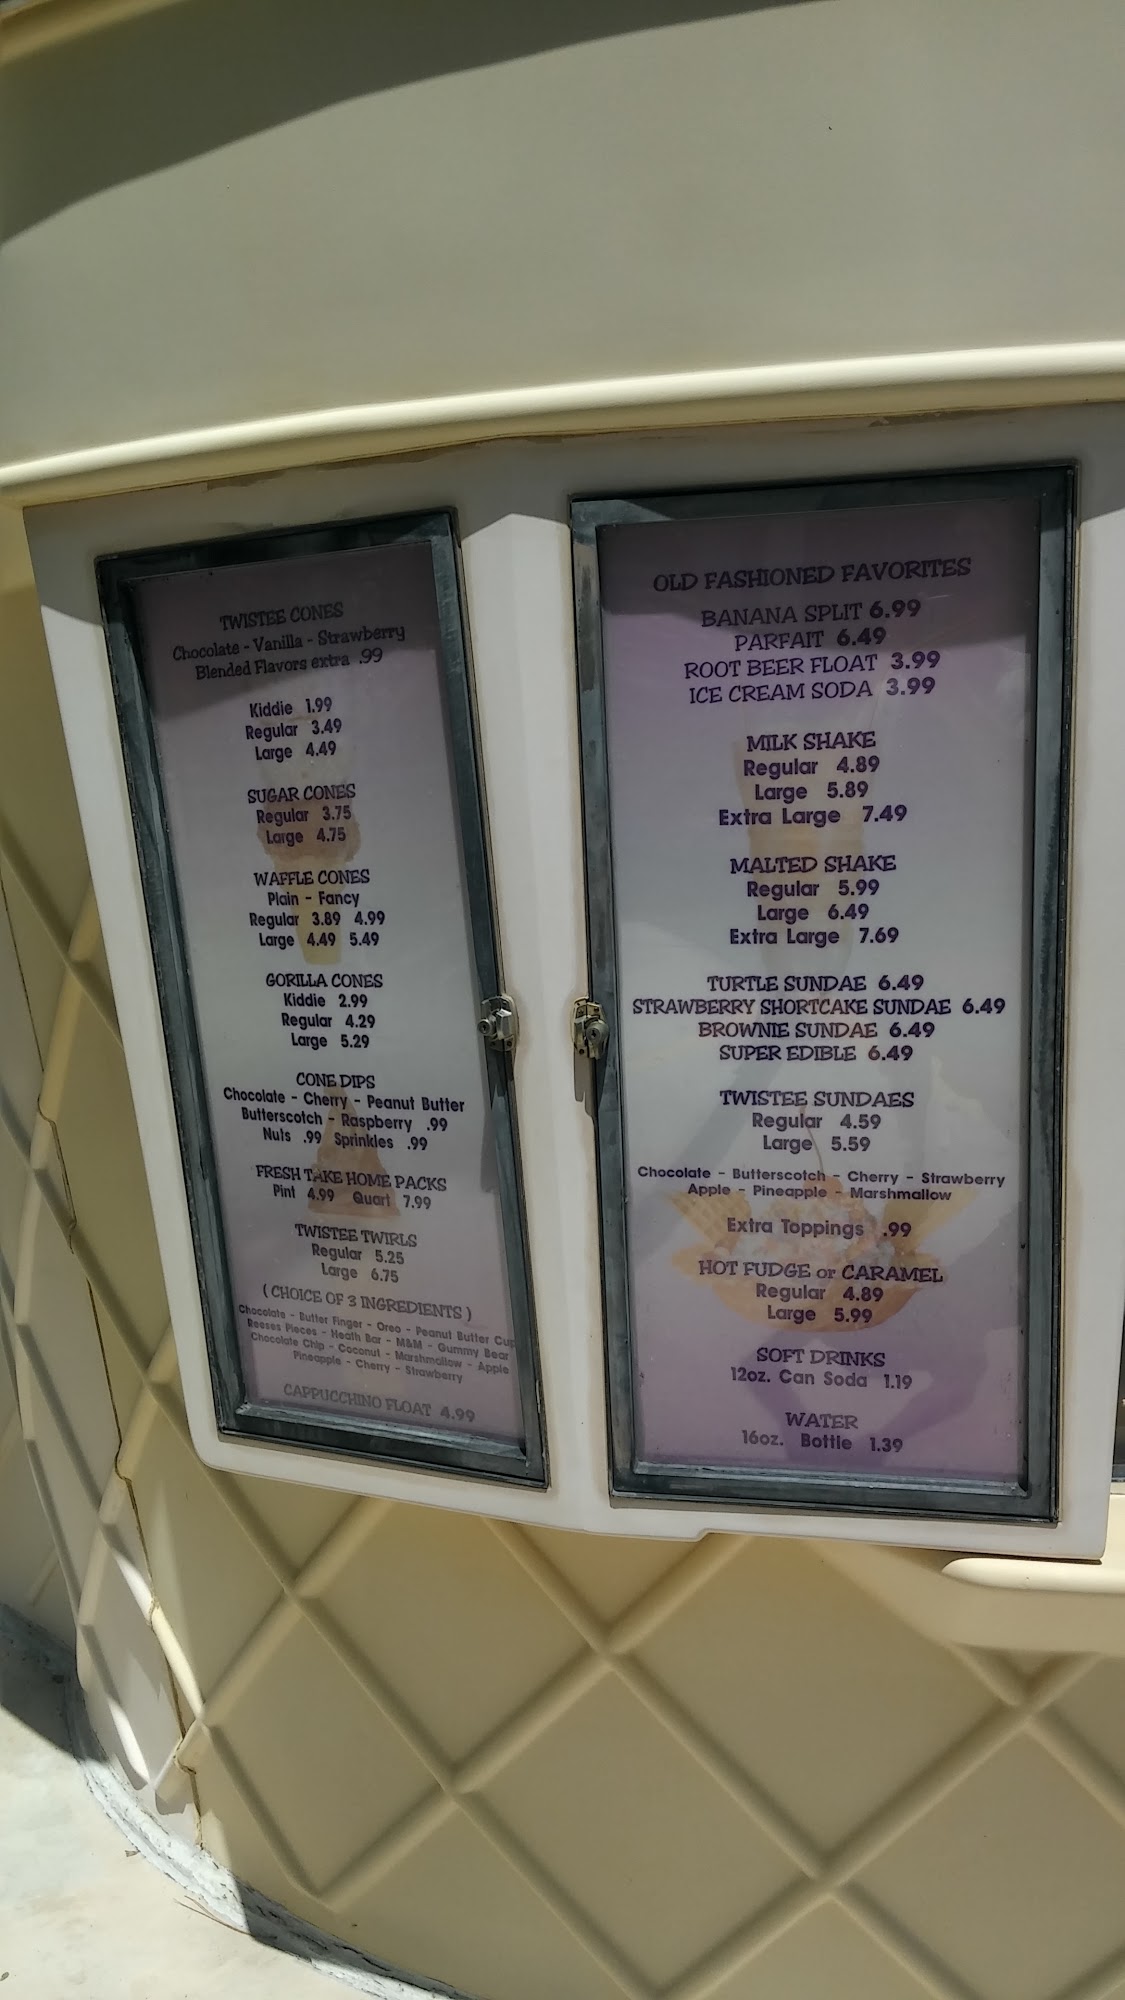 TWISTEE CONES
Chocolate - Vanilla - Strawberry
Blended Flavors extra .99
Kiddie 1.99
Regular 3.49
Large 4.49
SUGAR CONES
Regular 3.75
Large 4.75
WAFFLE CONES
Plain - Fancy
Regular 3.89 4.99
Large 4.49 5.49
GORILLA CONES
Kiddie 2.99
Regular 4.29
Large 5.29
CONE DIPS
Chocolate - Cherry - Peanut Butter
Butterscotch - Raspberry .99
Nuts .99 Sprinkles .99
FRESH TAKE HOME PACKS
Pint 4.99 Quart 7.99
TWISTEE TWIRLS
Regular 5.25
Large 6.75
( CHOICE OF 3 INGREDIENTS )
Chocolate - Butter Finger - Oreo - Peanut Butter Cup
Reeses Pieces - Heath Bar - M&M - Gummy Bear
Chocolate Chip - Coconut - Marshmallow - Apple
Pineapple - Cherry - Strawberry
CAPPUCCHINO FLOAT 4.99
OLD FASHIONED FAVORITES
BANANA SPLIT 6.99
PARFAIT 6.49
ROOT BEER FLOAT 3.99
ICE CREAM SODA 3.99
MILK SHAKE
Regular 4.89
Large 5.89
Extra Large 7.49
MALTED SHAKE
Regular 5.99
Large 6.49
Extra Large 7.69
TURTLE SUNDAE 6.49
STRAWBERRY SHORTCAKE SUNDAE 6.49
BROWNIE SUNDAE 6.49
SUPER EDIBLE 6.49
TWISTEE SUNDAES
Regular 4.59
Large 5.59
Chocolate - Butterscotch - Cherry - Strawberry
Apple - Pineapple - Marshmallow
Extra Toppings .99
HOT FUDGE or CARAMEL
Regular 4.89
Large 5.99
SOFT DRINKS
12oz. Can Soda 1.19
WATER
16oz. Bottle 1.39